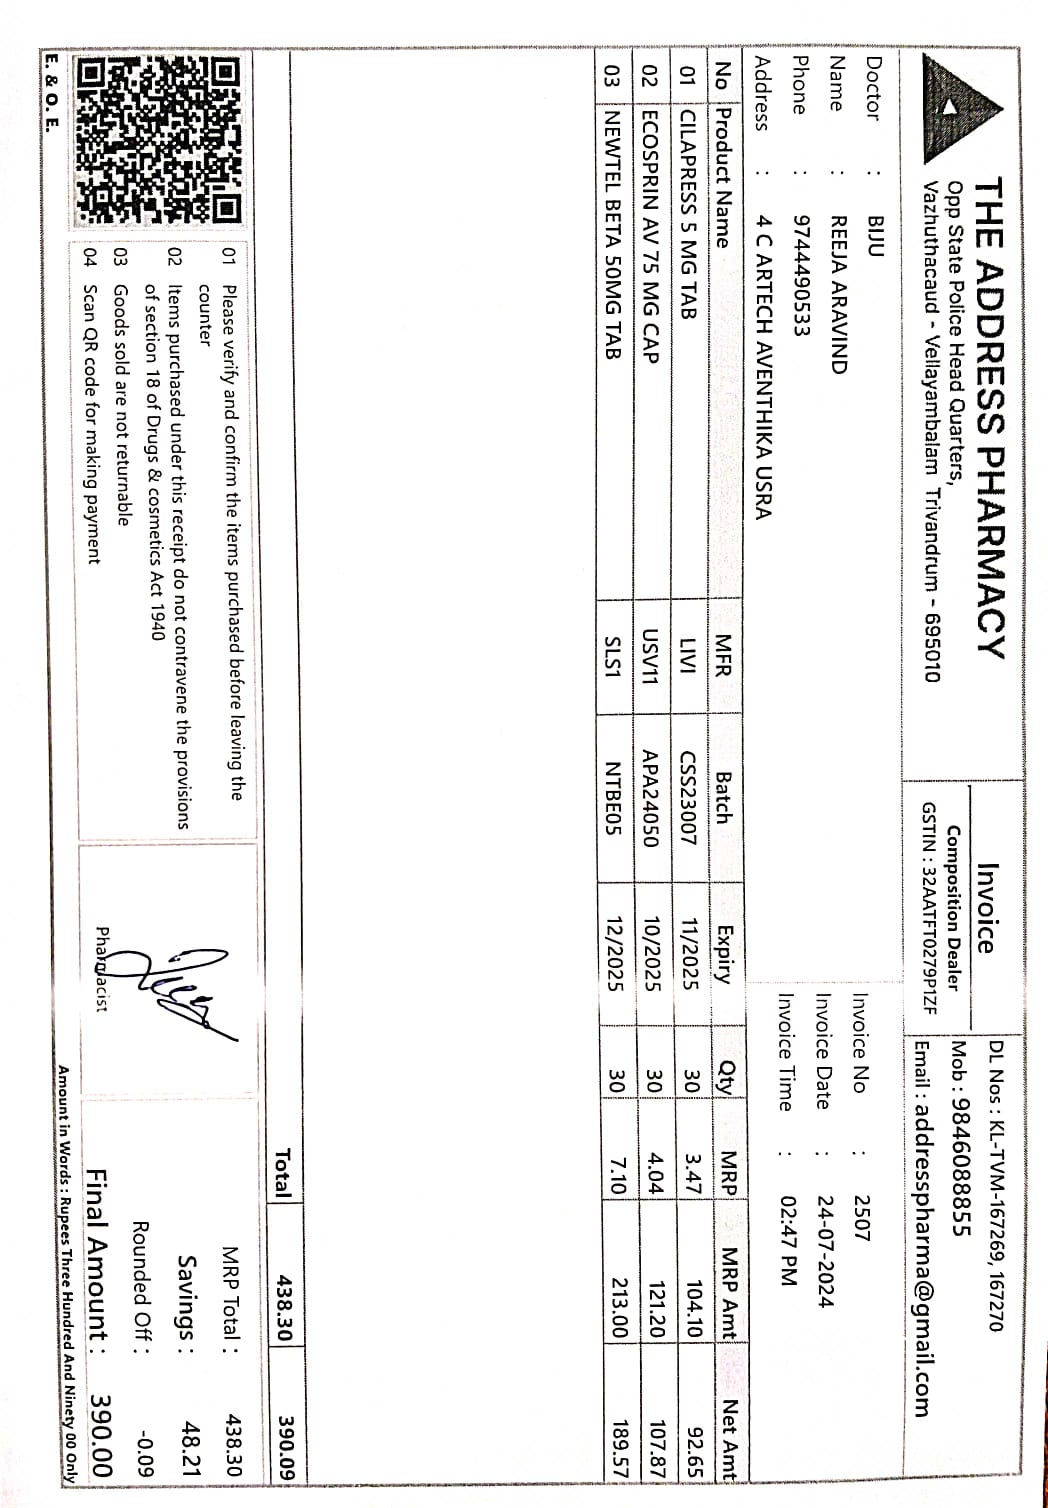 THE ADDRESS PHARMACY
Opp State Police Head Quarters,
Vazhuthacaud - Vellayambalam Trivandrum - 695010
Invoice
Composition Dealer
GSTIN : 32AATFT0279P1ZF
DL Nos : KL-TVM-167269, 167270
Mob : 9846088855
Email : addresspharma@gmail.com
Doctor : BIJU
Name : REEJA ARAVIND
Phone : 9744490533
Address : 4 C ARTECH AVENTHIKA USRA
Invoice No : 2507
Invoice Date : 24-07-2024
Invoice Time : 02:47 PM
No Product Name MFR Batch Expiry Qty MRP MRP Amt Net Amt
01 CILAPRESS 5 MG TAB LIVI CSS23007 11/2025 30 3.47 104.10 92.65
02 ECOSPRIN AV 75 MG CAP USV11 APA24050 10/2025 30 4.04 121.20 107.87
03 NEWTEL BETA 50MG TAB SLS1 NTBE05 12/2025 30 7.10 213.00 189.57
Total 438.30 390.09
01 Please verify and confirm the items purchased before leaving the
counter
02 Items purchased under this receipt do not contravene the provisions
of section 18 of Drugs & cosmetics Act 1940
03 Goods sold are not returnable
04 Scan QR code for making payment
Pharmacist
MRP Total : 438.30
Savings : 48.21
Rounded Off : -0.09
Final Amount : 390.00
Amount in Words : Rupees Three Hundred And Ninety 00 Only
E. & O. E.